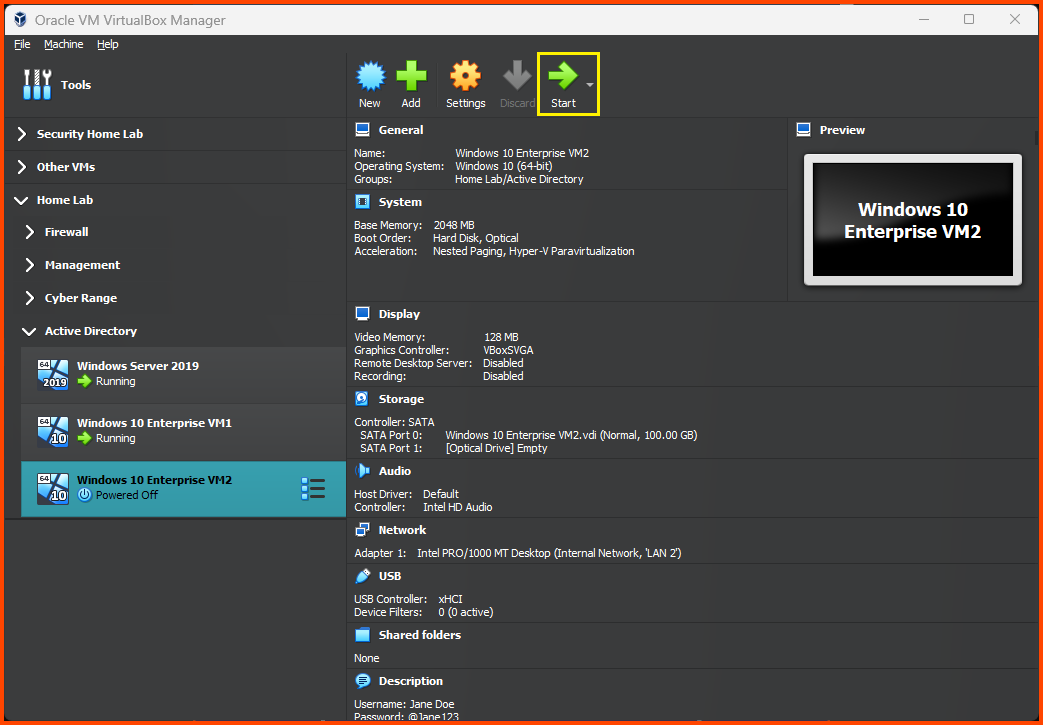 Oracle VM VirtualBox Manager
File Machine Help
Tools
New Add Settings Discard Start
Security Home Lab
Other VMs
Home Lab
Firewall
Management
Cyber Range
Active Directory
64 2019 Windows Server 2019
Running
64 10 Windows 10 Enterprise VM1
Running
64 10 Windows 10 Enterprise VM2
Powered Off
General
Name: Windows 10 Enterprise VM2
Operating System: Windows 10 (64-bit)
Groups: Home Lab/Active Directory
System
Base Memory: 2048 MB
Boot Order: Hard Disk, Optical
Acceleration: Nested Paging, Hyper-V Paravirtualization
Preview
Windows 10
Enterprise VM2
Display
Video Memory: 128 MB
Graphics Controller: VBoxSVGA
Remote Desktop Server: Disabled
Recording: Disabled
Storage
Controller: SATA
SATA Port 0: Windows 10 Enterprise VM2.vdi (Normal, 100.00 GB)
SATA Port 1: [Optical Drive] Empty
Audio
Host Driver: Default
Controller: Intel HD Audio
Network
Adapter 1: Intel PRO/1000 MT Desktop (Internal Network, 'LAN 2')
USB
USB Controller: xHCI
Device Filters: 0 (0 active)
Shared folders
None
Description
Username: Jane Doe
Password: @Jane123